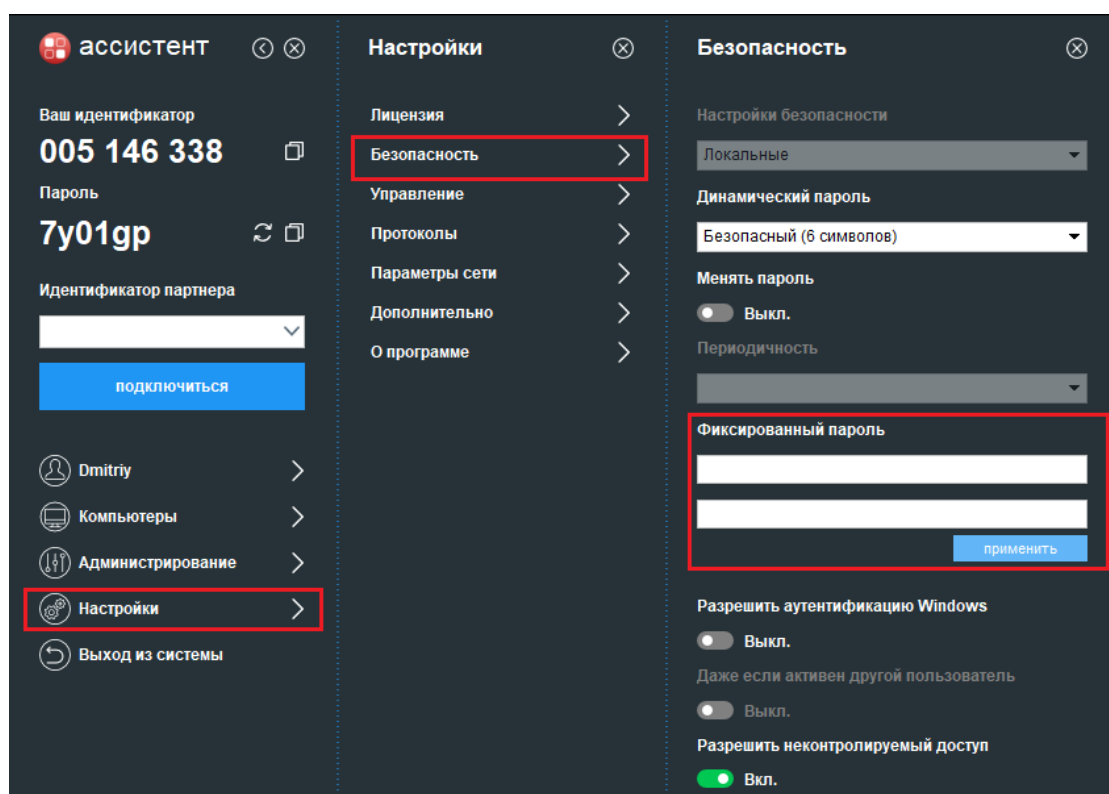 ассистент
Ваш идентификатор
005 146 338
Пароль
7y01gp
Идентификатор партнера
подключиться
Dmitriy
Компьютеры
Администрирование
Настройки
Выход из системы
Настройки
Лицензия
Безопасность
Управление
Протоколы
Параметры сети
Дополнительно
О программе
Безопасность
Настройки безопасности
Локальные
Динамический пароль
Безопасный (6 символов)
Менять пароль
Выкл.
Периодичность
Фиксированный пароль
применить
Разрешить аутентификацию Windows
Выкл.
Даже если активен другой пользователь
Выкл.
Разрешить неконтролируемый доступ
Вкл.